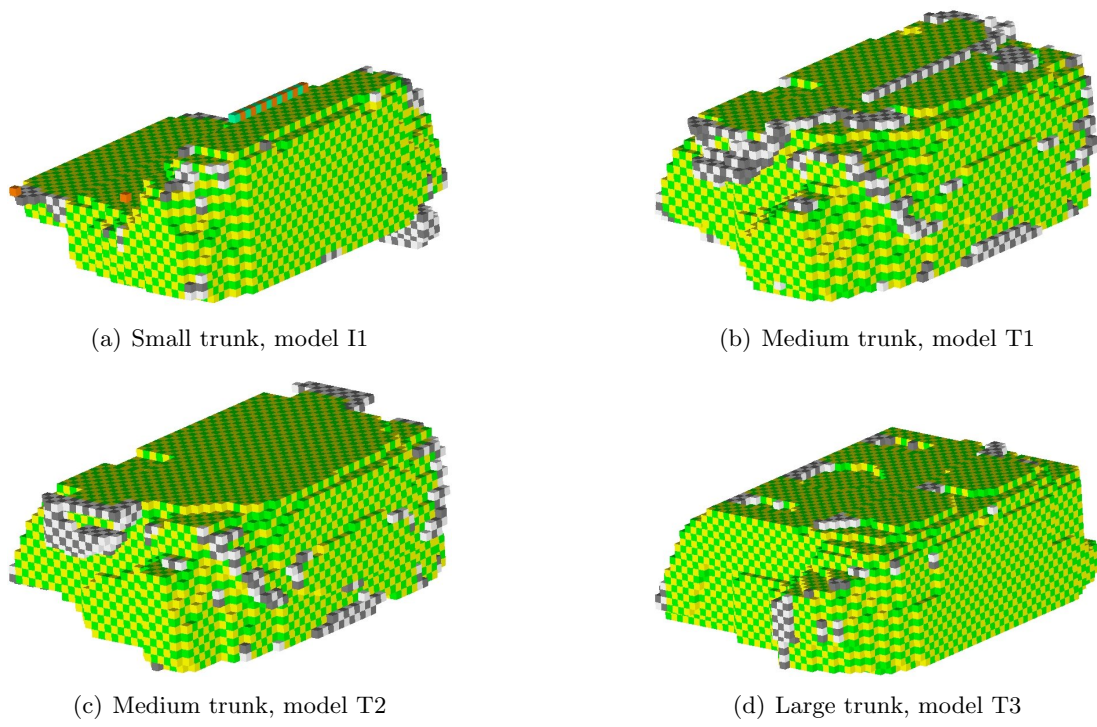 (a) Small trunk, model I1
(b) Medium trunk, model T1
(c) Medium trunk, model T2
(d) Large trunk, model T3